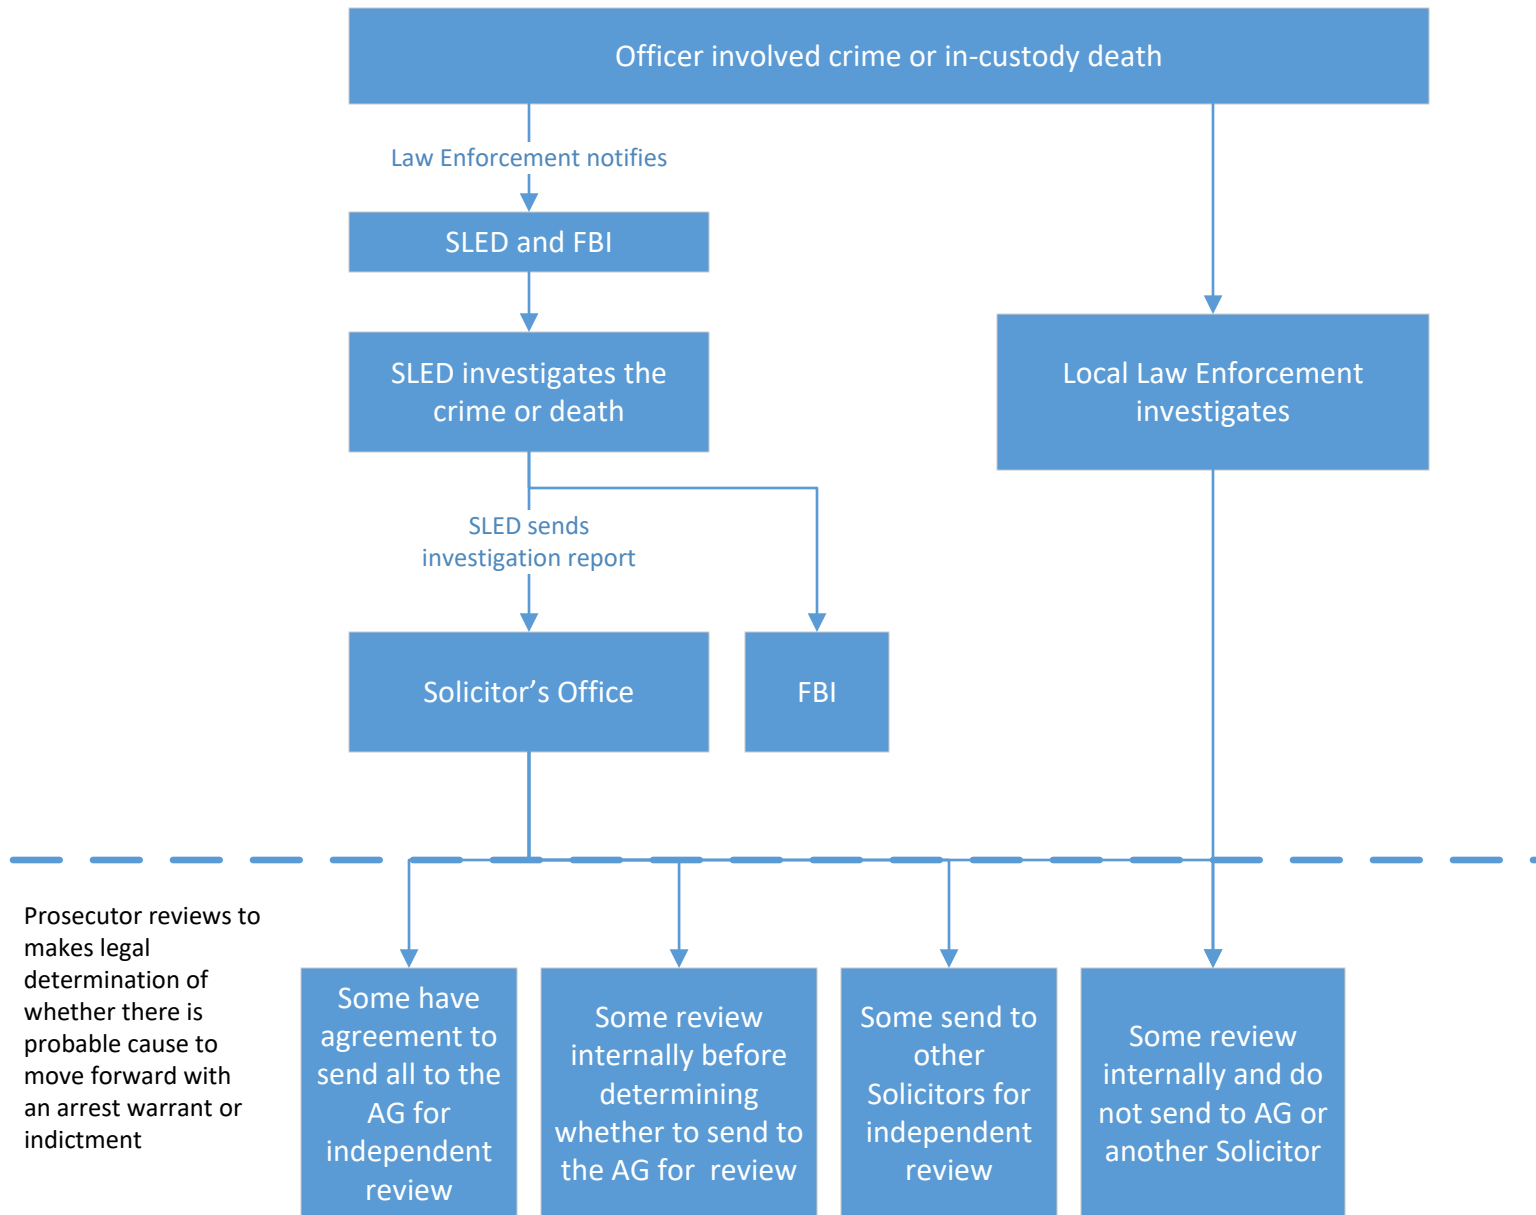 Officer involved crime or in-custody death
Law Enforcement notifies
SLED and FBI
SLED investigates the
crime or death
Local Law Enforcement
investigates
SLED sends
investigation report
Solicitor’s Office
FBI
Prosecutor reviews to
makes legal
determination of
whether there is
probable cause to
move forward with
an arrest warrant or
indictment
Some have
agreement to
send all to the
AG for
independent
review
Some review
internally before
determining
whether to send to
the AG for  review
Some send to
other
Solicitors for
independent
review
Some review
internally and do
not send to AG or
another Solicitor